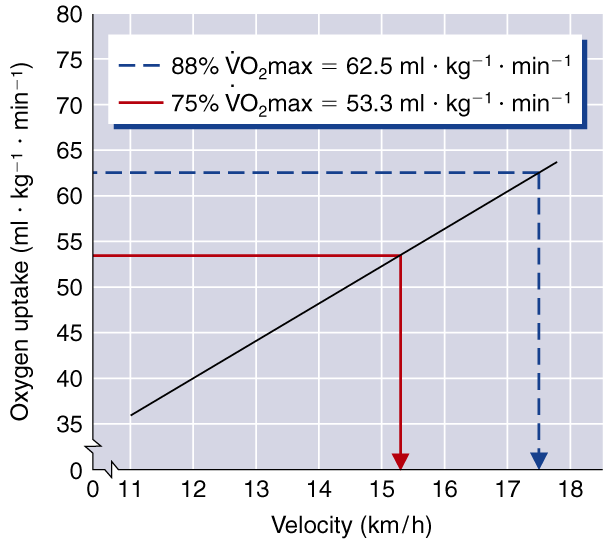 80
75
70
65
60
55
50
45
40
35
0
Oxygen uptake (ml · kg⁻¹ · min⁻¹)
88% V̇O₂max = 62.5 ml · kg⁻¹ · min⁻¹
75% V̇O₂max = 53.3 ml · kg⁻¹ · min⁻¹
0 11 12 13 14 15 16 17 18
Velocity (km/h)